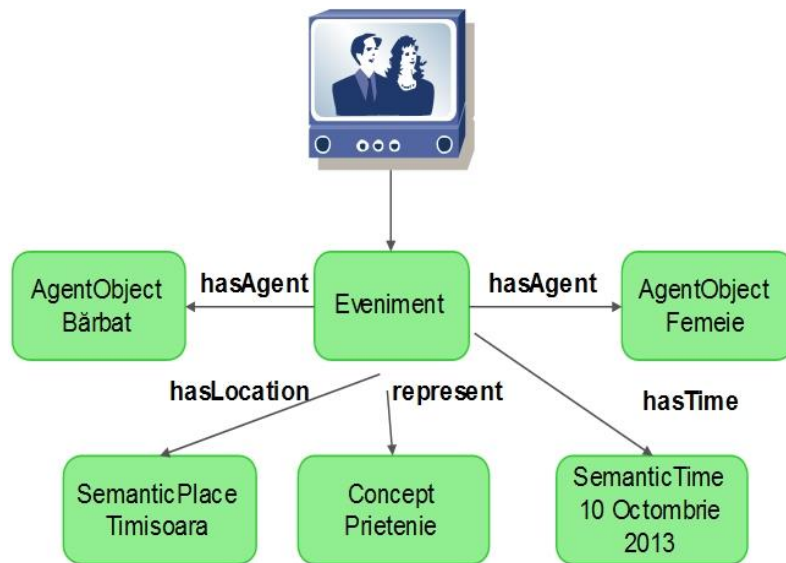 hasAgent
hasAgent
AgentObject
Bărbat
Eveniment
AgentObject
Femeie
hasLocation
represent
hasTime
SemanticPlace
Timisoara
Concept
Prietenie
SemanticTime
10 Octombrie
2013